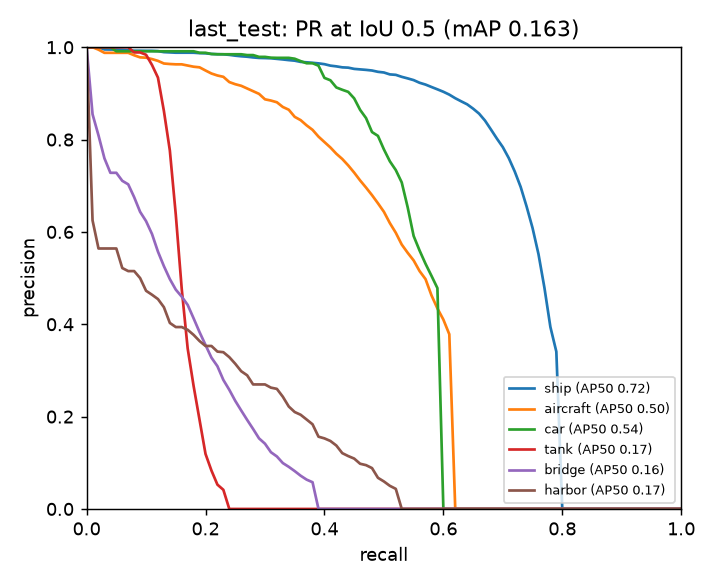 last_test: PR at IoU 0.5 (mAP 0.163)
precision
1.0
0.8
0.6
0.4
0.2
0.0
ship (AP50 0.72)
aircraft (AP50 0.50)
car (AP50 0.54)
tank (AP50 0.17)
bridge (AP50 0.16)
harbor (AP50 0.17)
0.0 0.2 0.4 0.6 0.8 1.0
recall